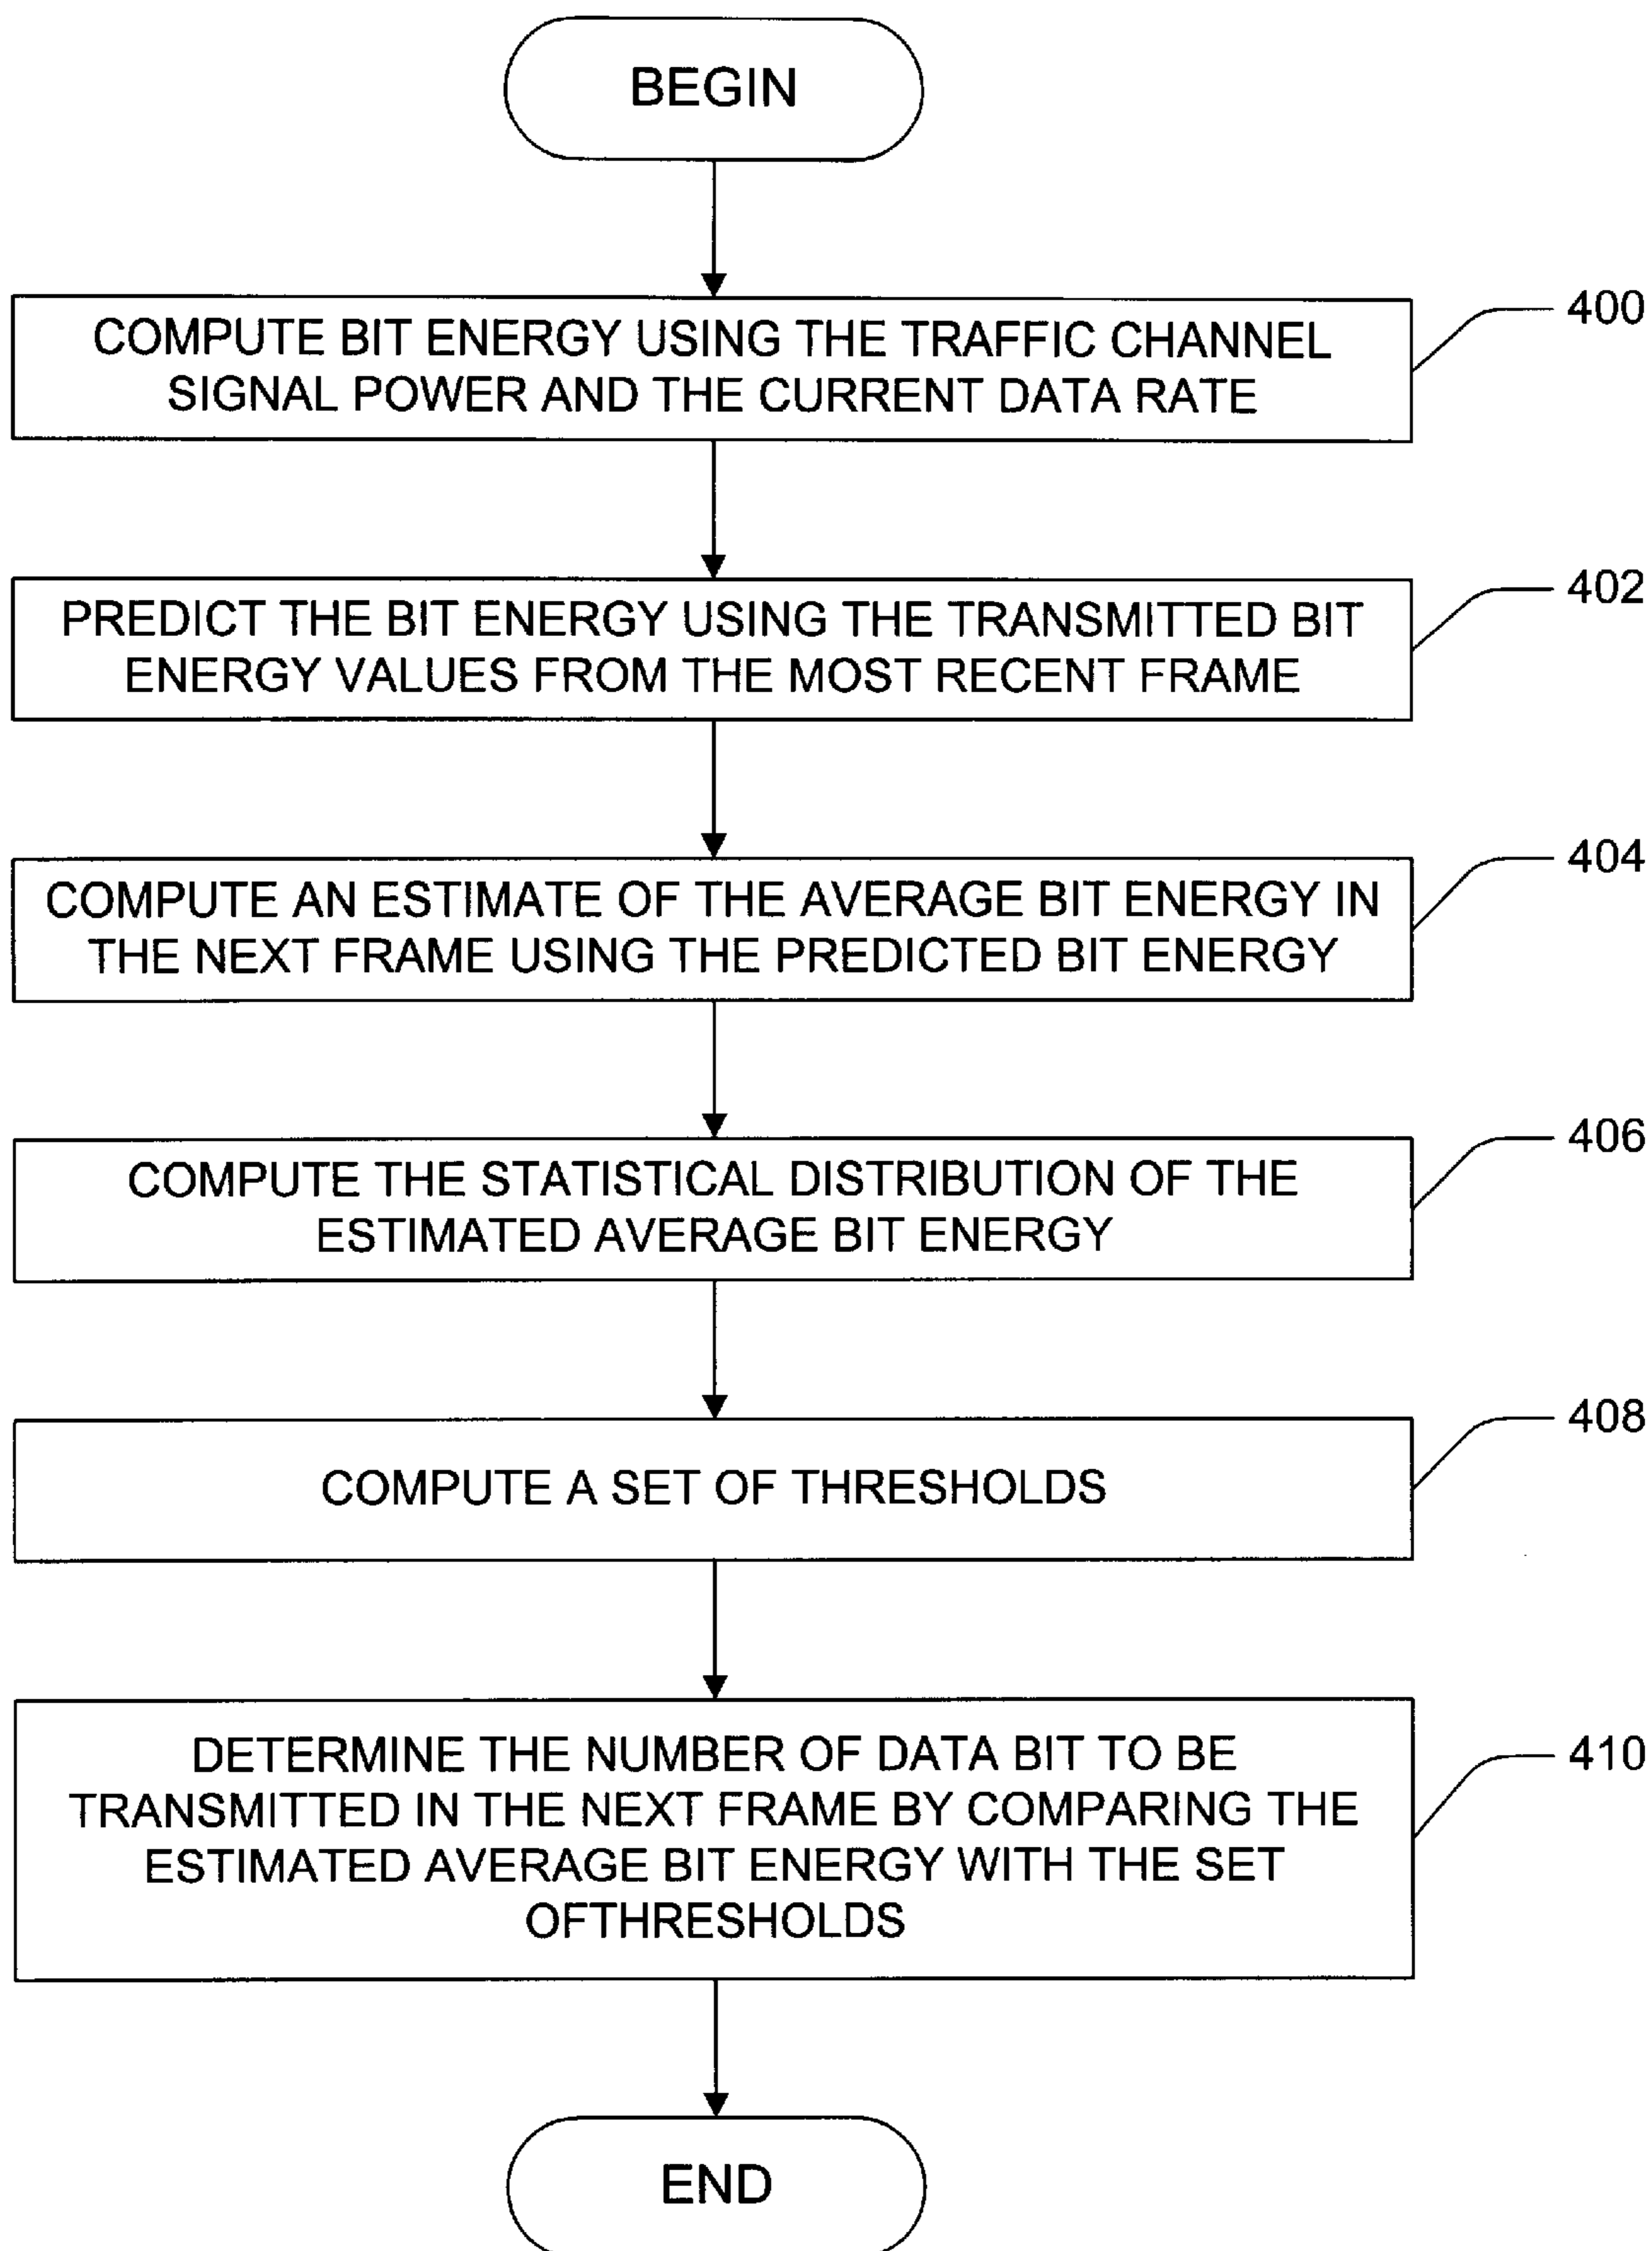 BEGIN
COMPUTE BIT ENERGY USING THE TRAFFIC CHANNEL
SIGNAL POWER AND THE CURRENT DATA RATE
400
PREDICT THE BIT ENERGY USING THE TRANSMITTED BIT
ENERGY VALUES FROM THE MOST RECENT FRAME
402
COMPUTE AN ESTIMATE OF THE AVERAGE BIT ENERGY IN
THE NEXT FRAME USING THE PREDICTED BIT ENERGY
404
COMPUTE THE STATISTICAL DISTRIBUTION OF THE
ESTIMATED AVERAGE BIT ENERGY
406
COMPUTE A SET OF THRESHOLDS
408
DETERMINE THE NUMBER OF DATA BIT TO BE
TRANSMITTED IN THE NEXT FRAME BY COMPARING THE
ESTIMATED AVERAGE BIT ENERGY WITH THE SET
OFTHRESHOLDS
410
END